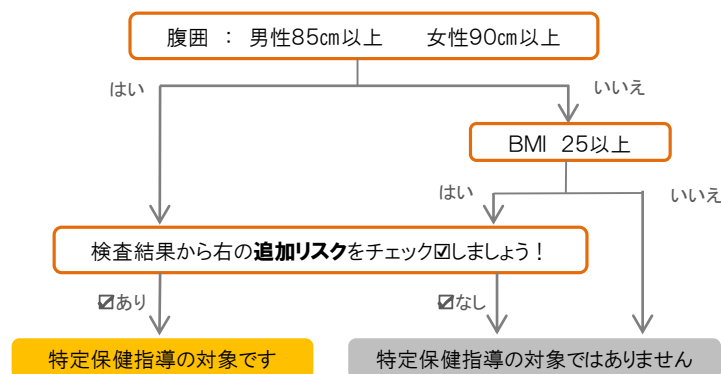 腹囲 : 男性85㎝以上 女性90㎝以上
はい
いいえ
BMI 25以上
はい
いいえ
検査結果から右の追加リスクをチェック☑しましょう!
☑あり
☑なし
特定保健指導の対象です
特定保健指導の対象ではありません